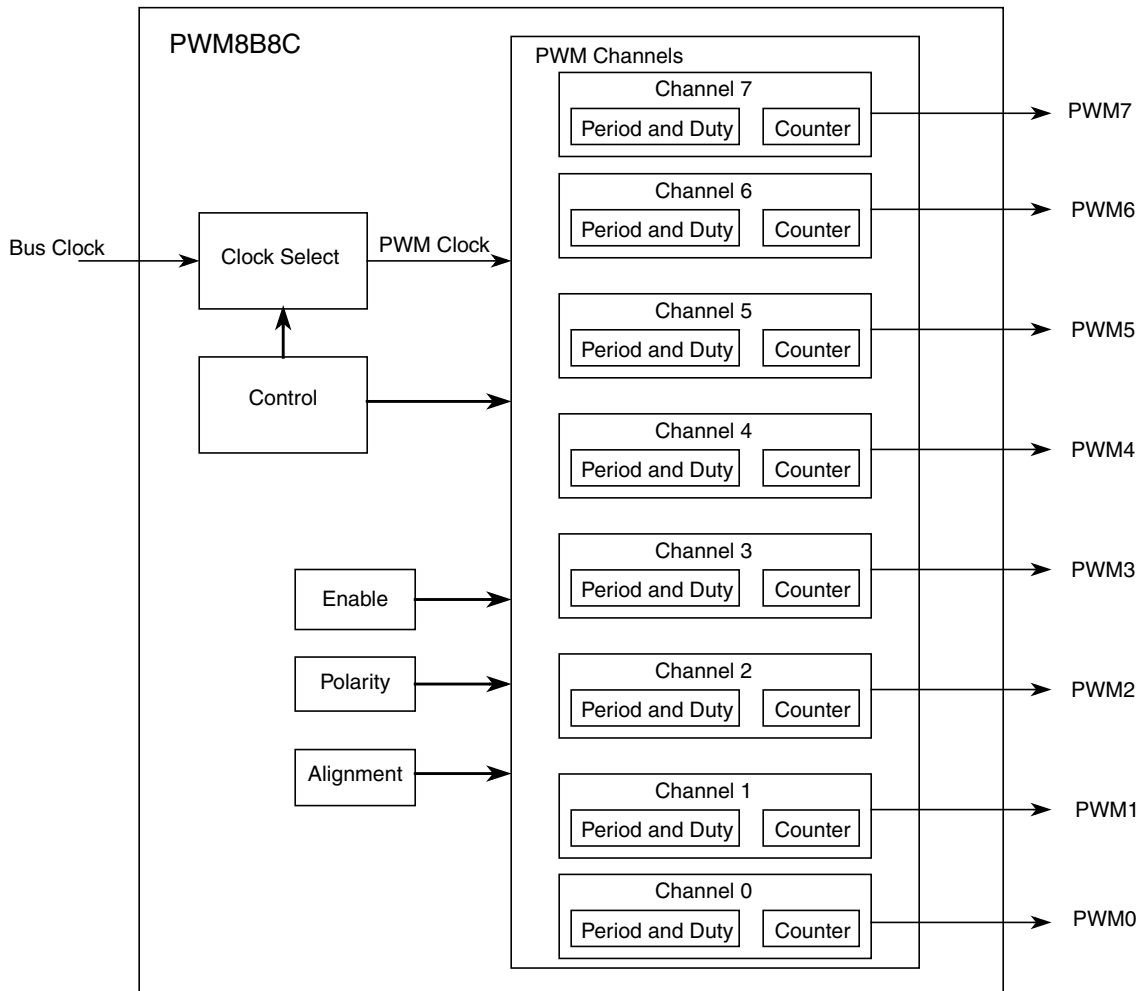 PWM8B8C
PWM Channels
Channel 7
Period and Duty
Counter
PWM7
Channel 6
Period and Duty
Counter
PWM6
Bus Clock
Clock Select
PWM Clock
Channel 5
Period and Duty
Counter
PWM5
Control
Channel 4
Period and Duty
Counter
PWM4
Channel 3
Period and Duty
Counter
PWM3
Enable
Polarity
Channel 2
Period and Duty
Counter
PWM2
Alignment
Channel 1
Period and Duty
Counter
PWM1
Channel 0
Period and Duty
Counter
PWM0